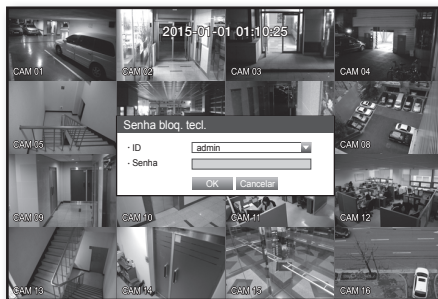 2015-01-01 01:10:25
CAM 01
CAM 02
CAM 03
CAM 04
Senha bloq. tecl.
CAM 05
CAM 08
· ID
admin
· Senha
OK
Cancelar
CAM 09
CAM 10
CAM 11
CAM 12
CAM 13
CAM 14
CAM 15
CAM 16